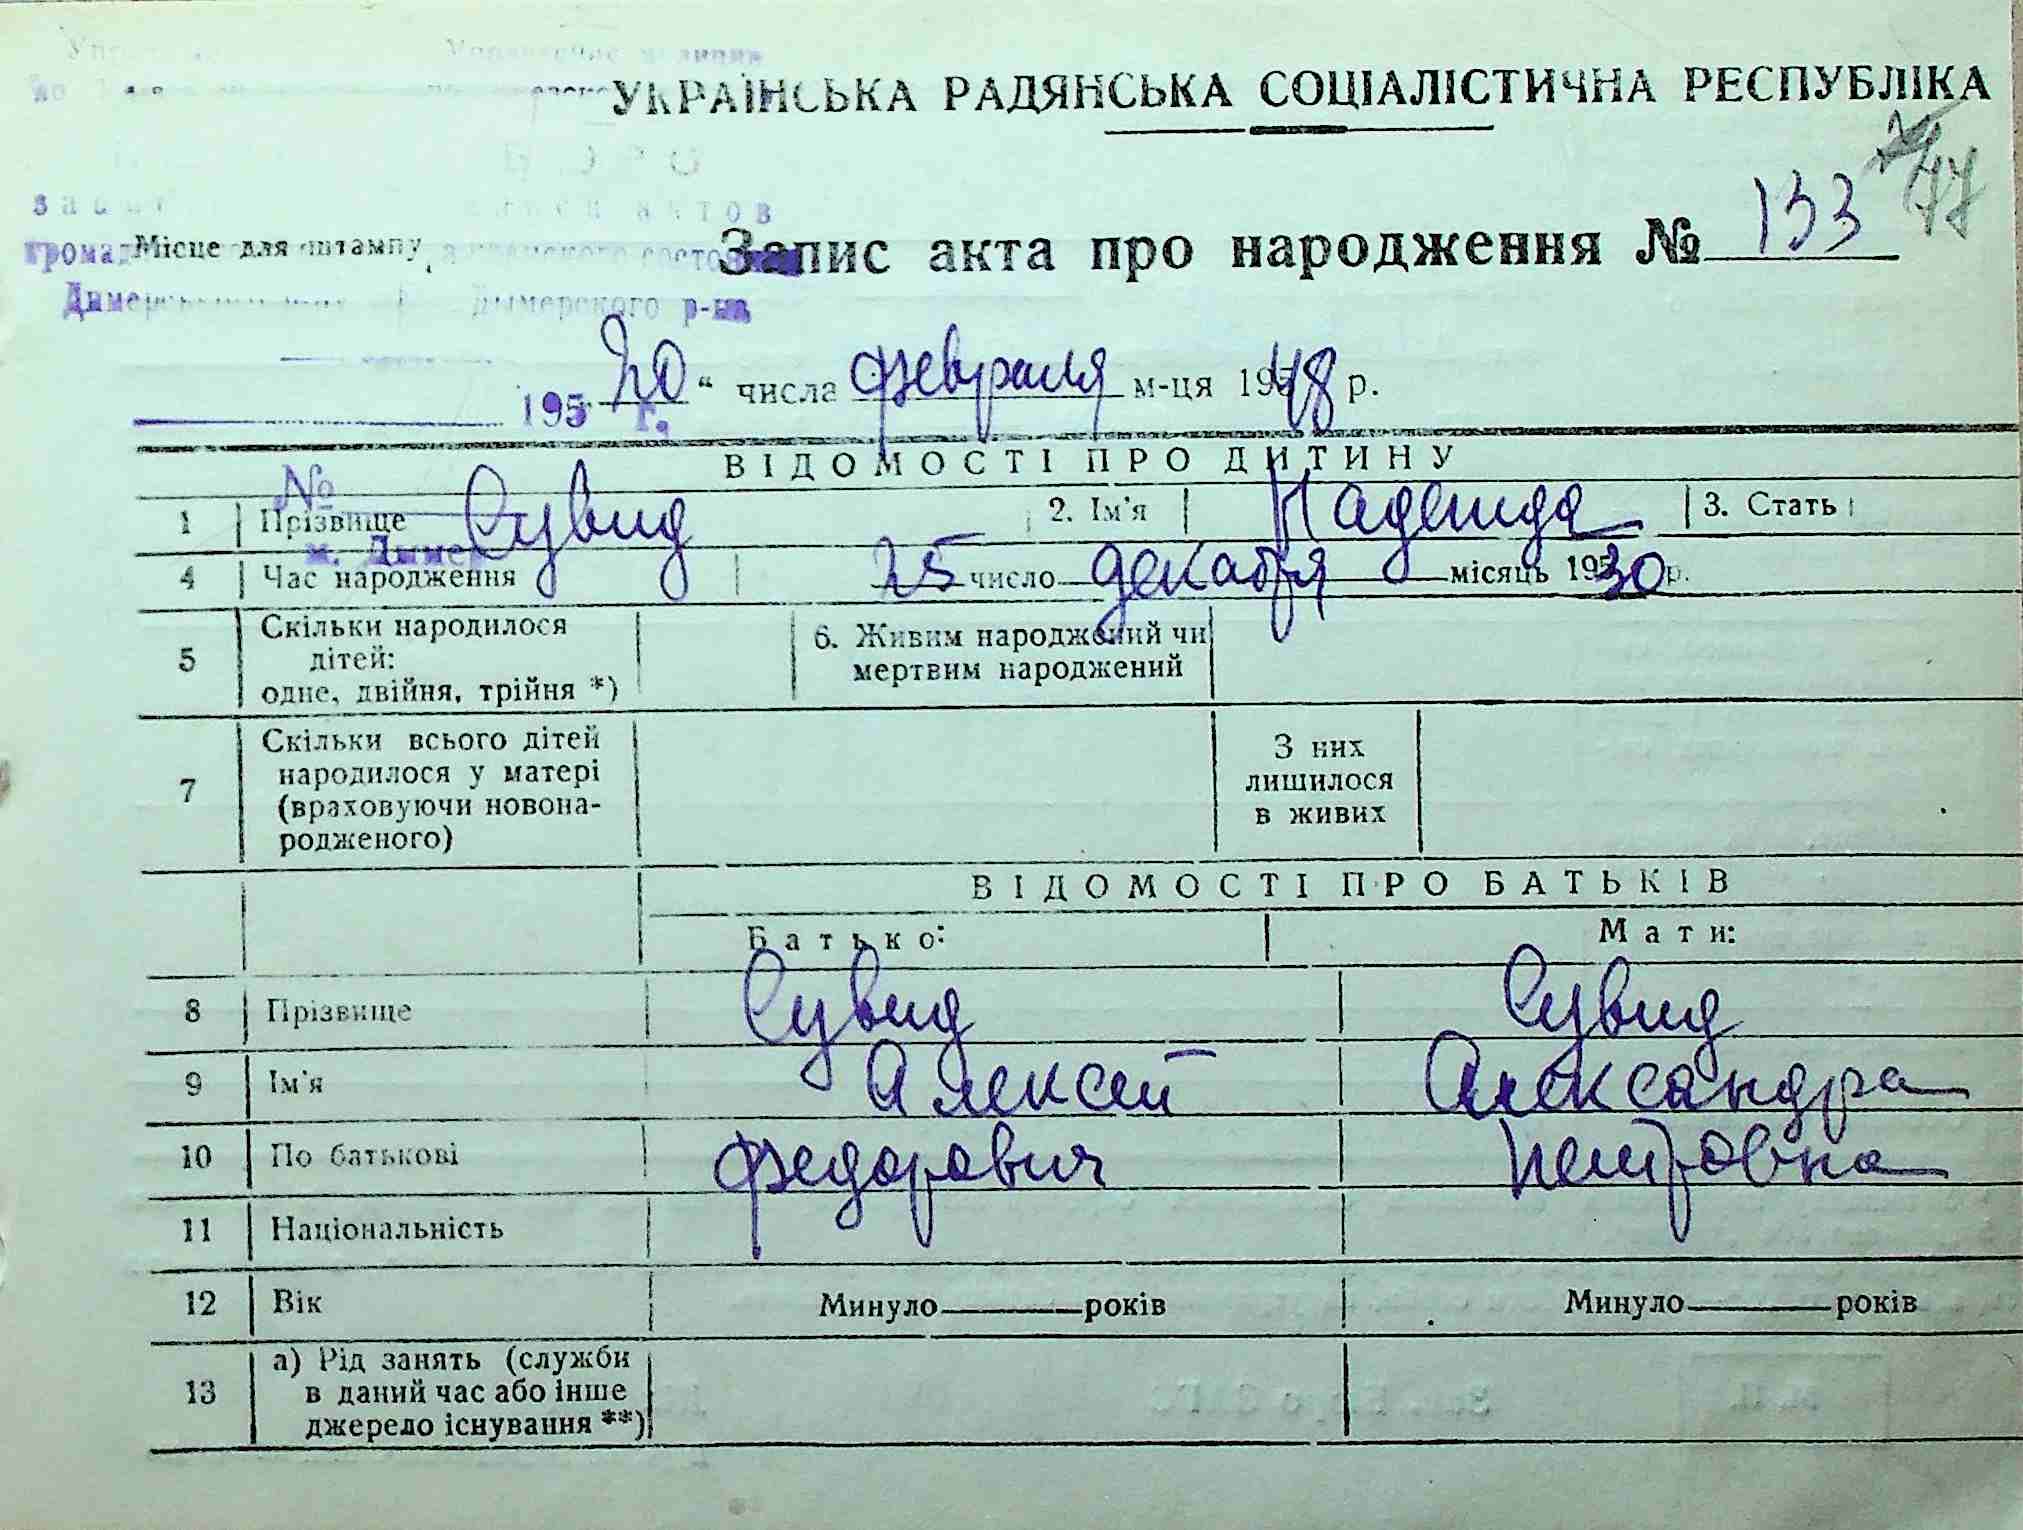 УКРАЇНСЬКА РАДЯНСЬКА СОЦІАЛІСТИЧНА РЕСПУБЛІКА
актов
Місце для штампу
Запис акта про народження № 133
Дымерского р-на
195 г.
20 “ числа февраля м-ця 1948 р.
ВІДОМОСТІ ПРО ДИТИНУ
№
1 Прізвище Сувид 2. Ім'я Надежда 3. Стать
м. Дымер
4 Час народження 25 число декабря місяць 1930 р.
5 Скільки народилося дітей: одне, двійня, трійня *) 6. Живим народжений чи мертвим народжений
7 Скільки всього дітей народилося у матері (враховуючи новона- родженого) З них лишилося в живих
ВІДОМОСТІ ПРО БАТЬКІВ
Батько: Мати:
8 Прізвище Сувид Сувид
9 Ім'я Алексей Александра
10 По батькові Федорович Петровна
11 Національність
12 Вік Минуло років Минуло років
13 а) Рід занять (служби в даний час або інше джерело існування **)